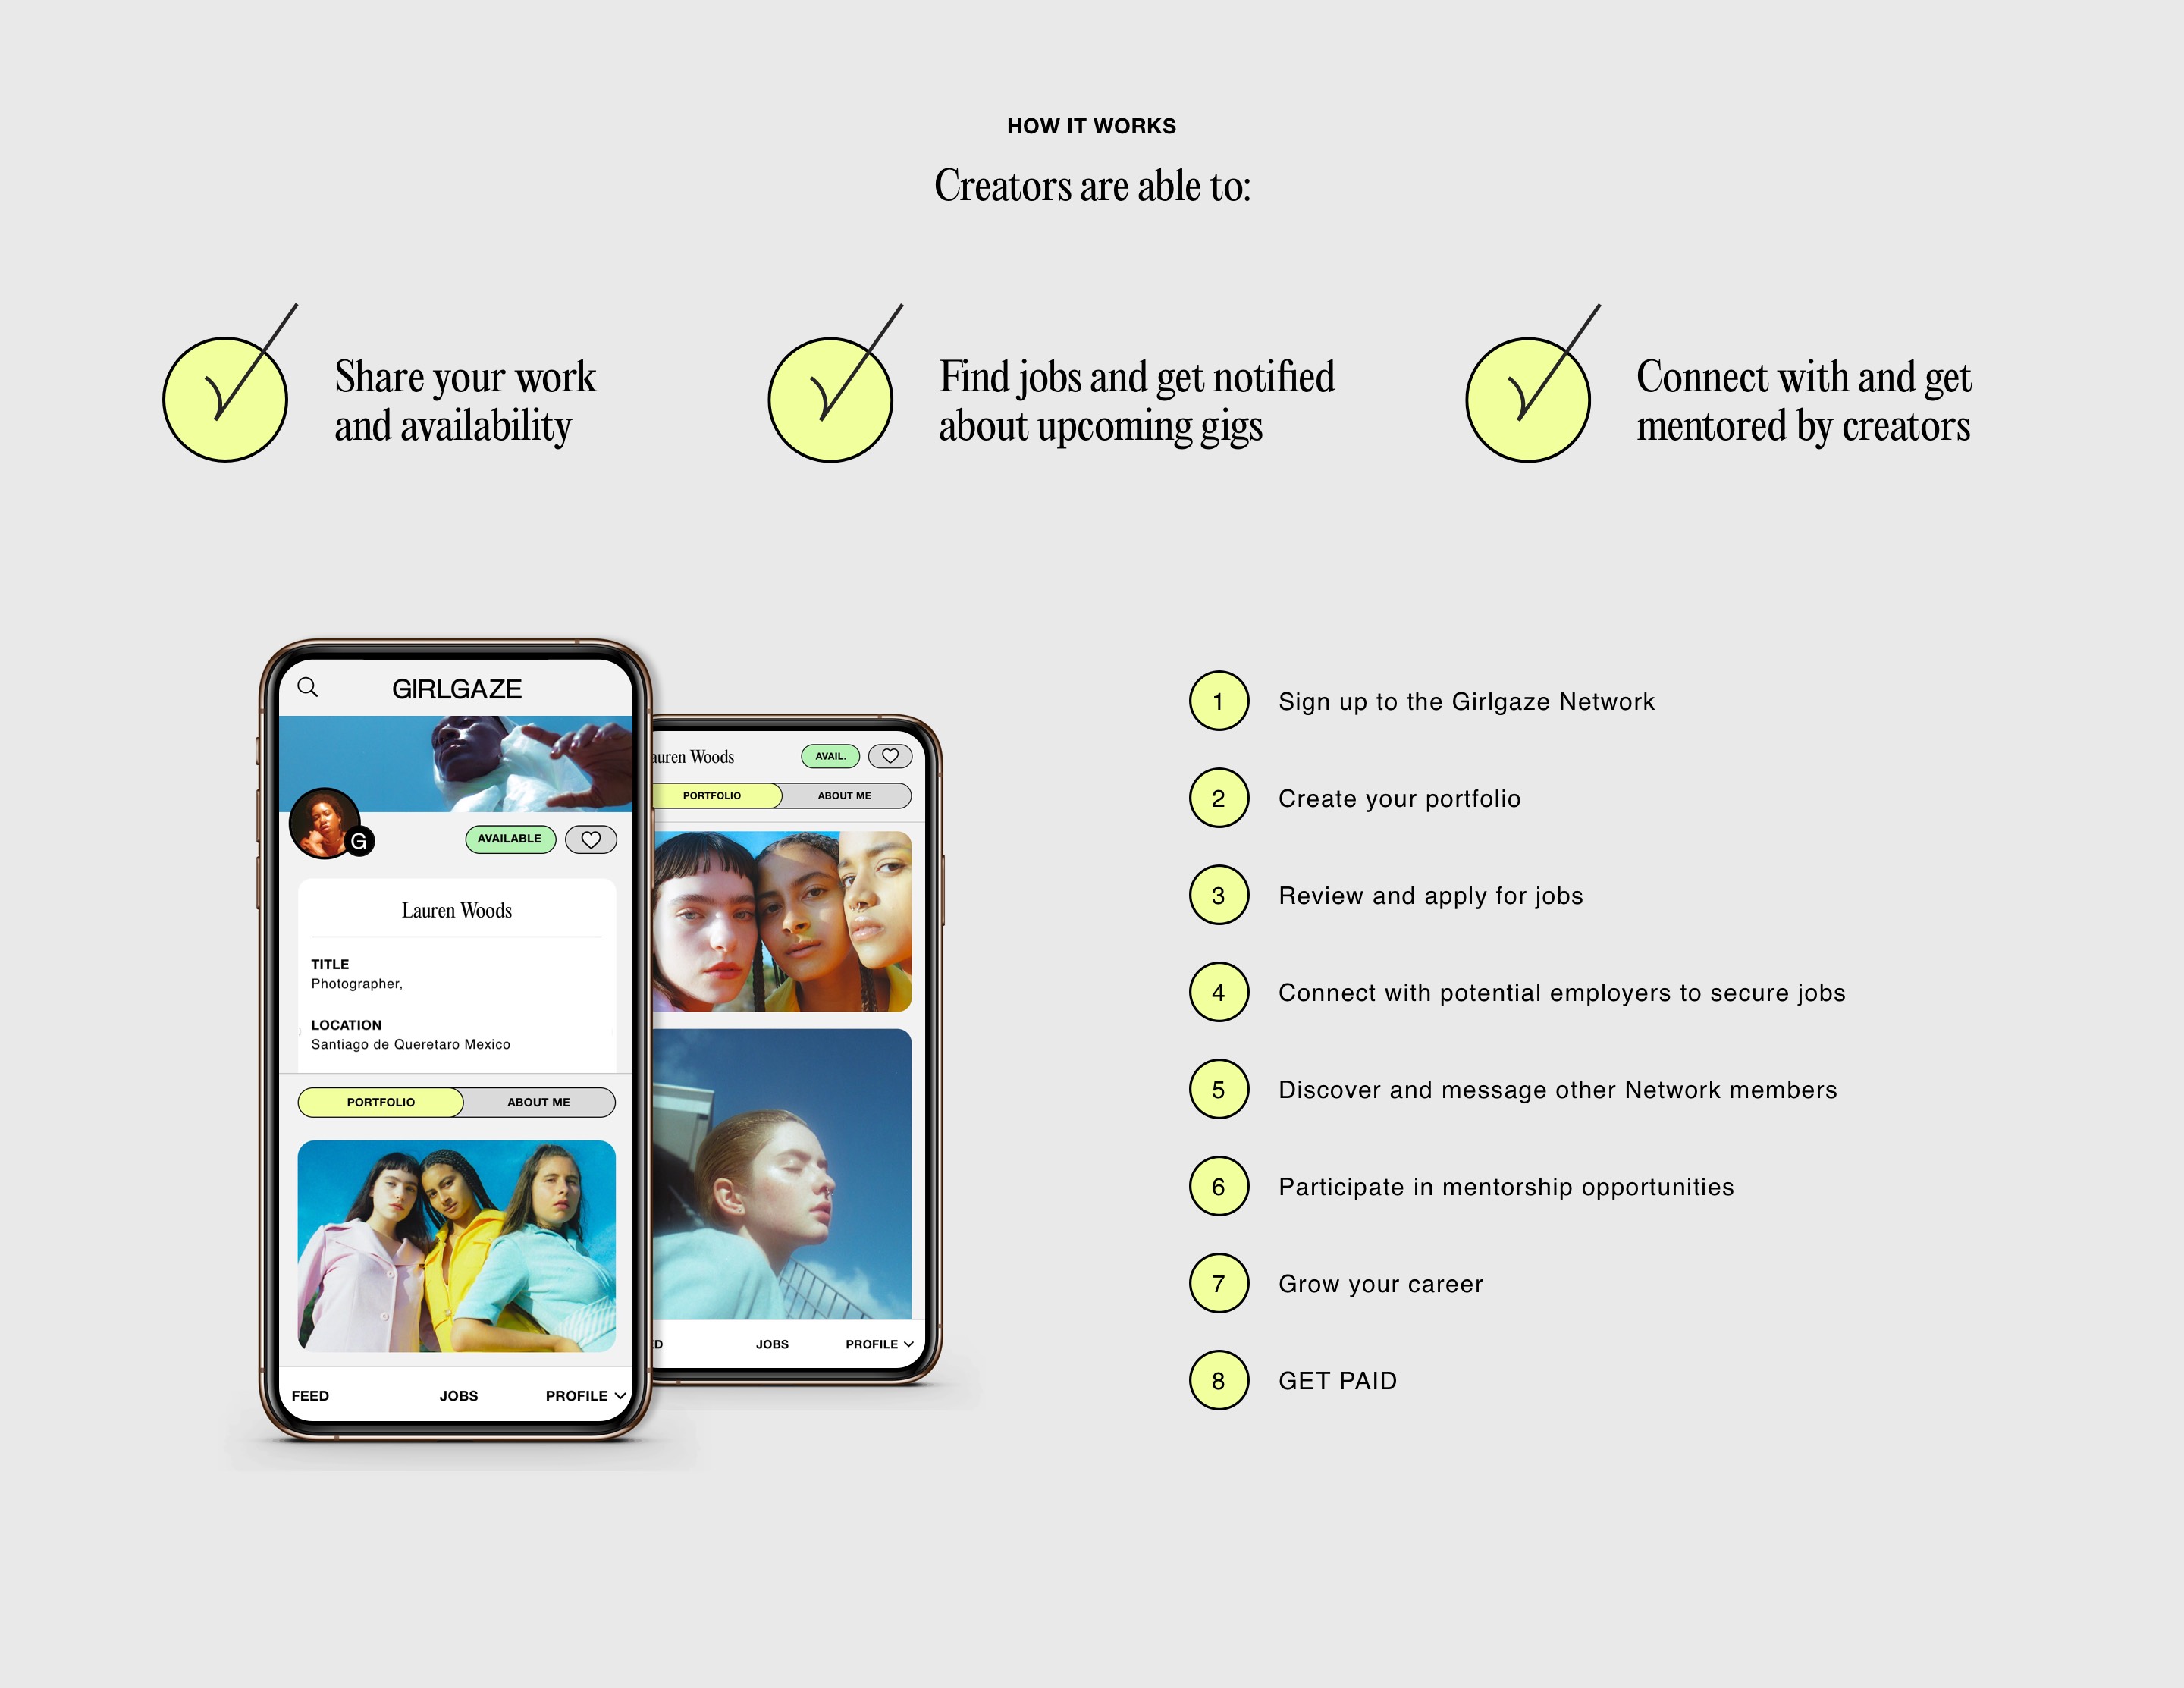 HOW IT WORKS
Creators are able to:
Share your work
and availability
Find jobs and get notified
about upcoming gigs
Connect with and get
mentored by creators
GIRLGAZE
G
AVAILABLE
Lauren Woods
TITLE
Photographer,
LOCATION
Santiago de Queretaro Mexico
PORTFOLIO
ABOUT ME
FEED
JOBS
PROFILE
auren Woods
AVAIL.
PORTFOLIO
ABOUT ME
ED
JOBS
PROFILE
1 Sign up to the Girlgaze Network
2 Create your portfolio
3 Review and apply for jobs
4 Connect with potential employers to secure jobs
5 Discover and message other Network members
6 Participate in mentorship opportunities
7 Grow your career
8 GET PAID